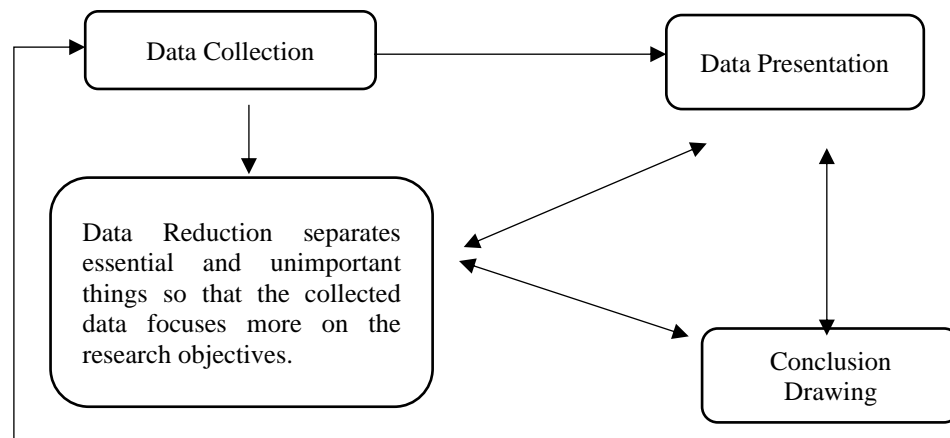 Data Collection
Data Presentation
Data Reduction separates
essential and unimportant
things so that the collected
data focuses more on the
research objectives.
Conclusion
Drawing